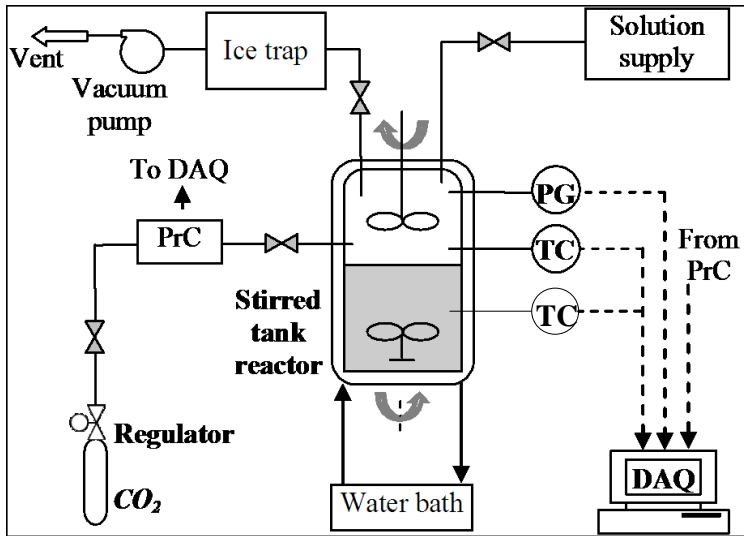 Vent
Vacuum
pump
Ice trap
Solution
supply
To DAQ
PrC
PG
TC
TC
From
PrC
Stirred
tank
reactor
Regulator
CO₂
Water bath
DAQ